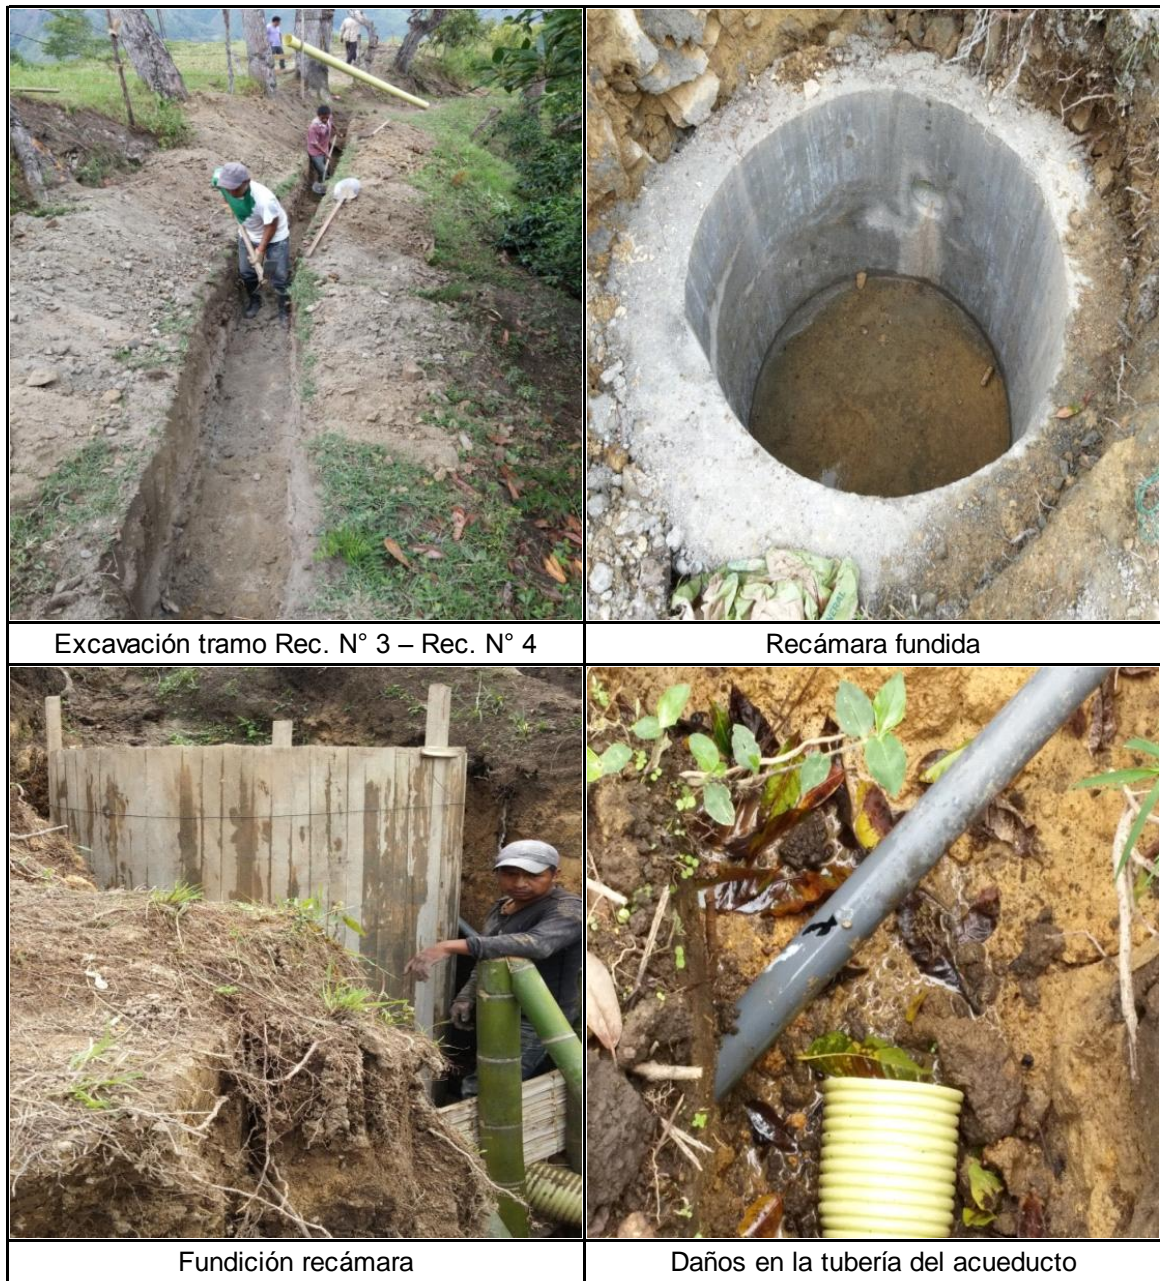 Excavación tramo Rec. N° 3 – Rec. N° 4
Recámara fundida
Fundición recámara
Daños en la tubería del acueducto